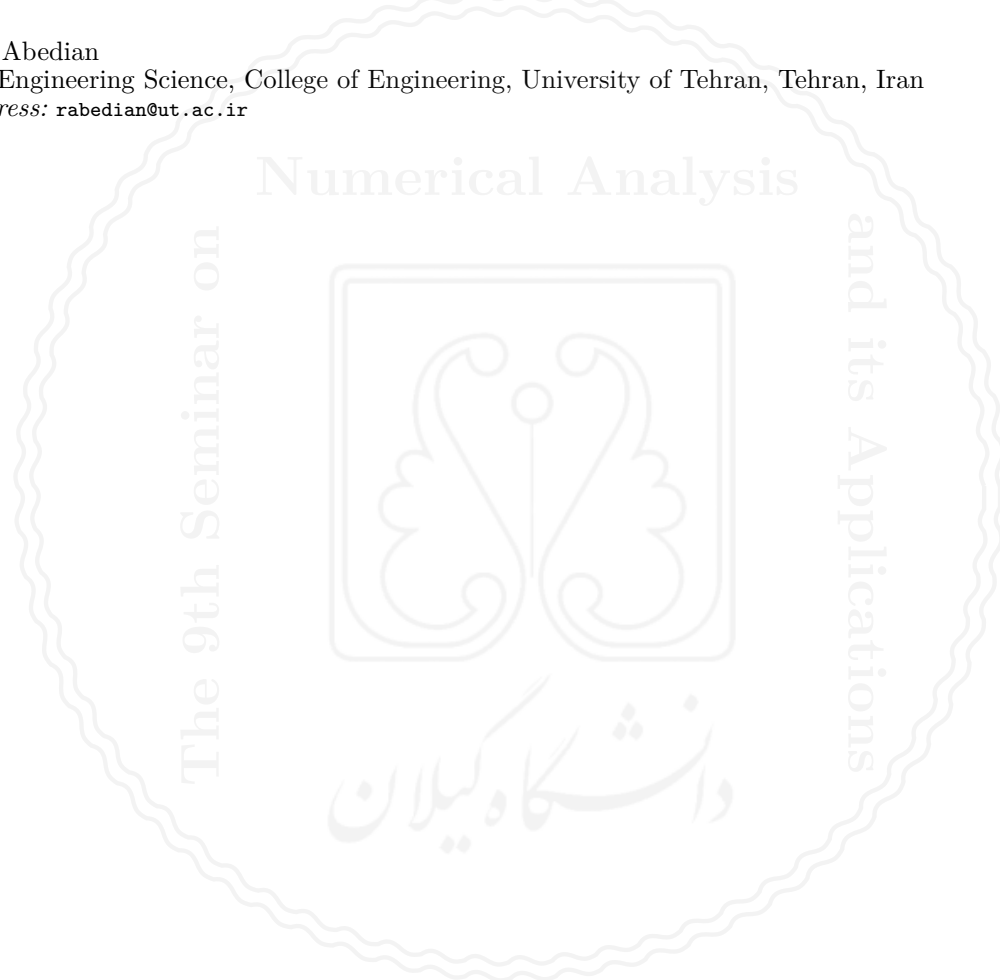 Abedian
Engineering Science, College of Engineering, University of Tehran, Tehran, Iran
ress: rabedian@ut.ac.ir
Numerical Analysis
The 9th Seminar on
and its Applications
دانشگاه گیلان